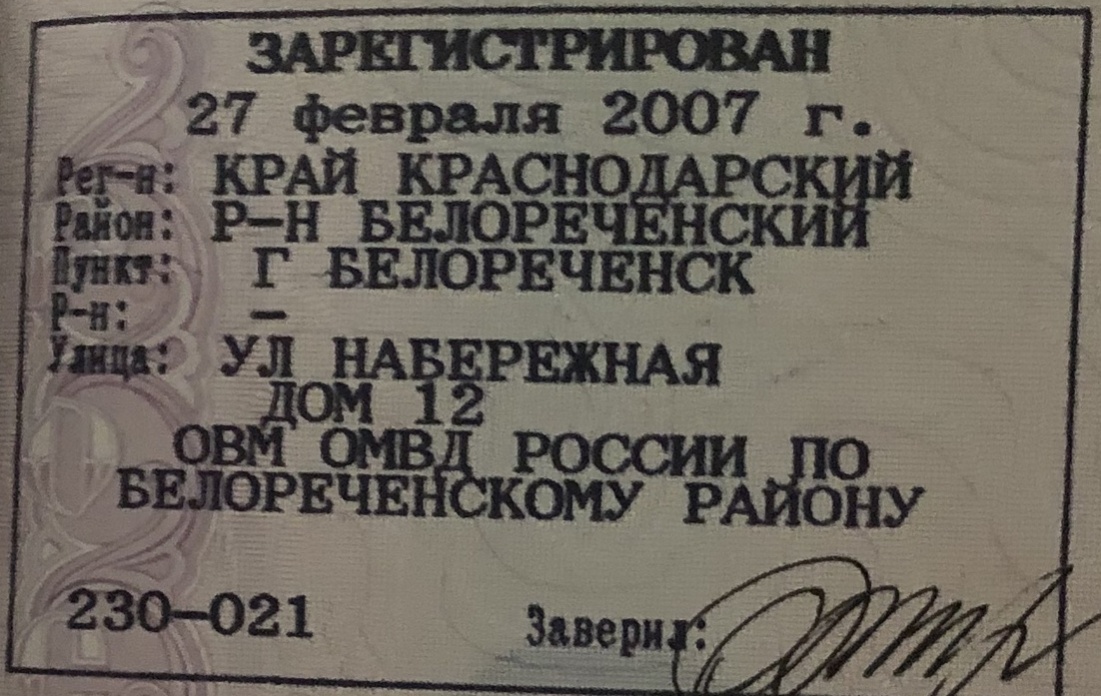 ЗАРЕГИСТРИРОВАН
27 февраля 2007 г.
Рег-н: КРАЙ КРАСНОДАРСКИЙ
Район: Р-Н БЕЛОРЕЧЕНСКИЙ
Пункт: Г БЕЛОРЕЧЕНСК
Р-н: –
Улица: УЛ НАБЕРЕЖНАЯ
ДОМ 12
ОВМ ОМВД РОССИИ ПО
БЕЛОРЕЧЕНСКОМУ РАЙОНУ
230-021 Заверил: